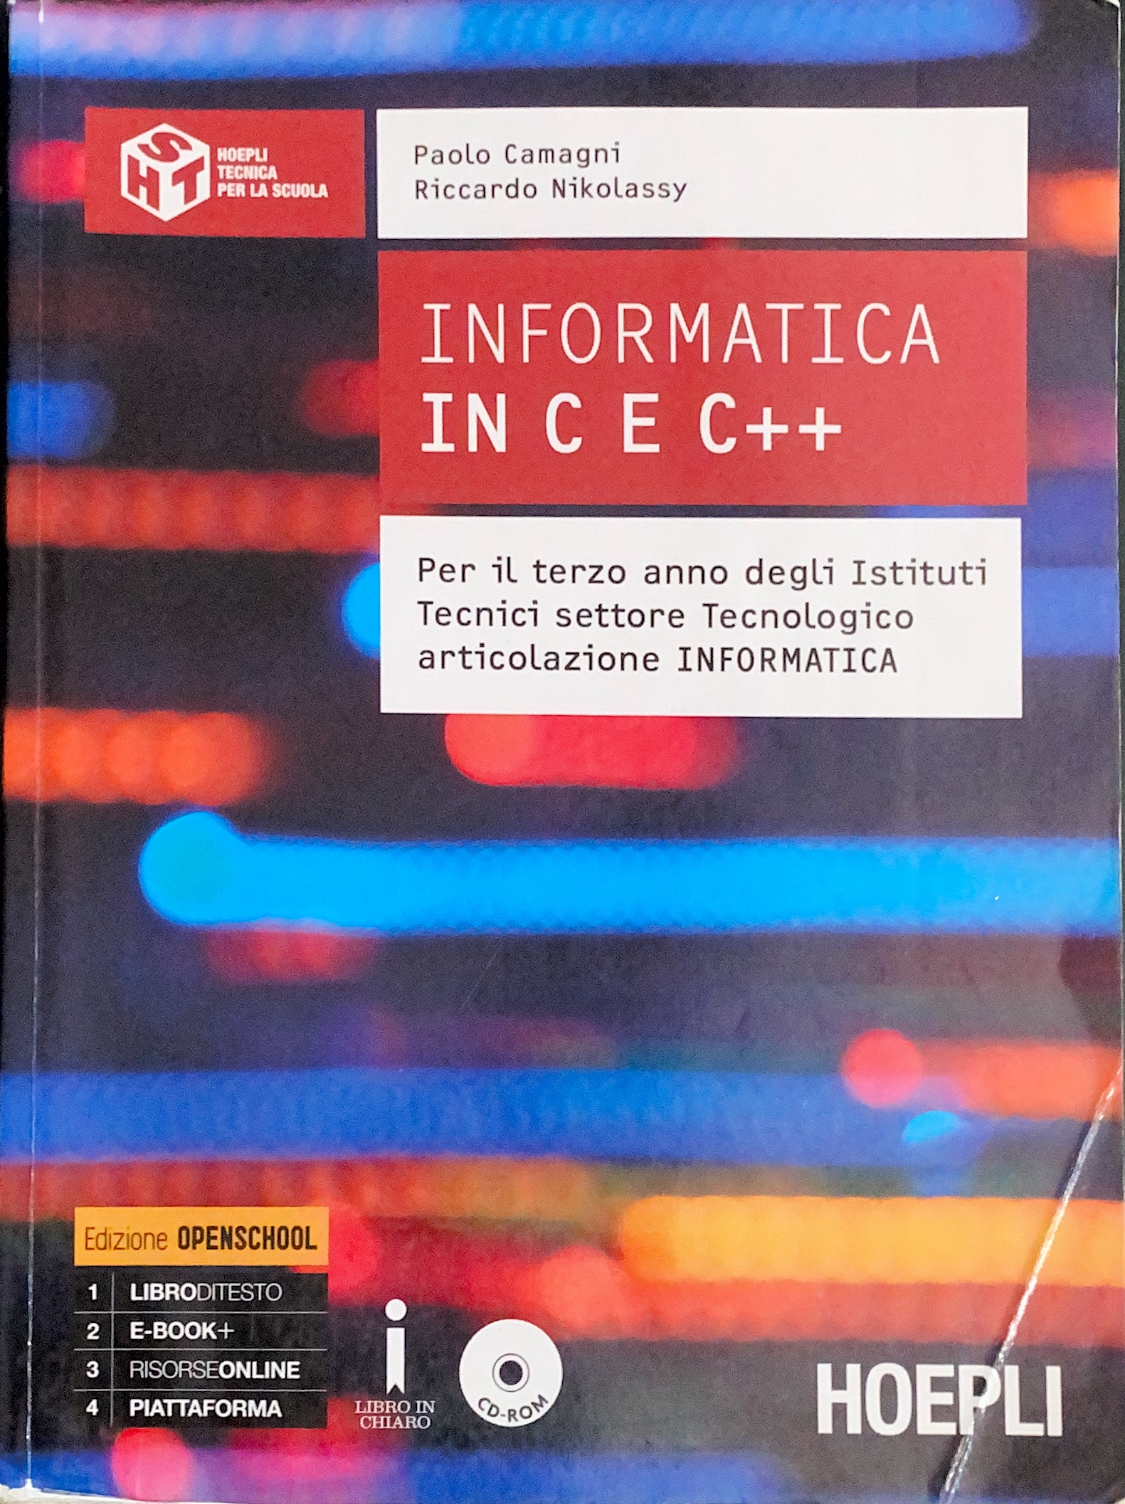 SHT
HOEPLI
TECNICA
PER LA SCUOLA
Paolo Camagni
Riccardo Nikolassy
INFORMATICA
IN C E C++
Per il terzo anno degli Istituti
Tecnici settore Tecnologico
articolazione INFORMATICA
Edizione OPENSCHOOL
1 LIBRODITESTO
2 E-BOOK+
3 RISORSEONLINE
4 PIATTAFORMA
i
LIBRO IN
CHIARO
CD-ROM
HOEPLI